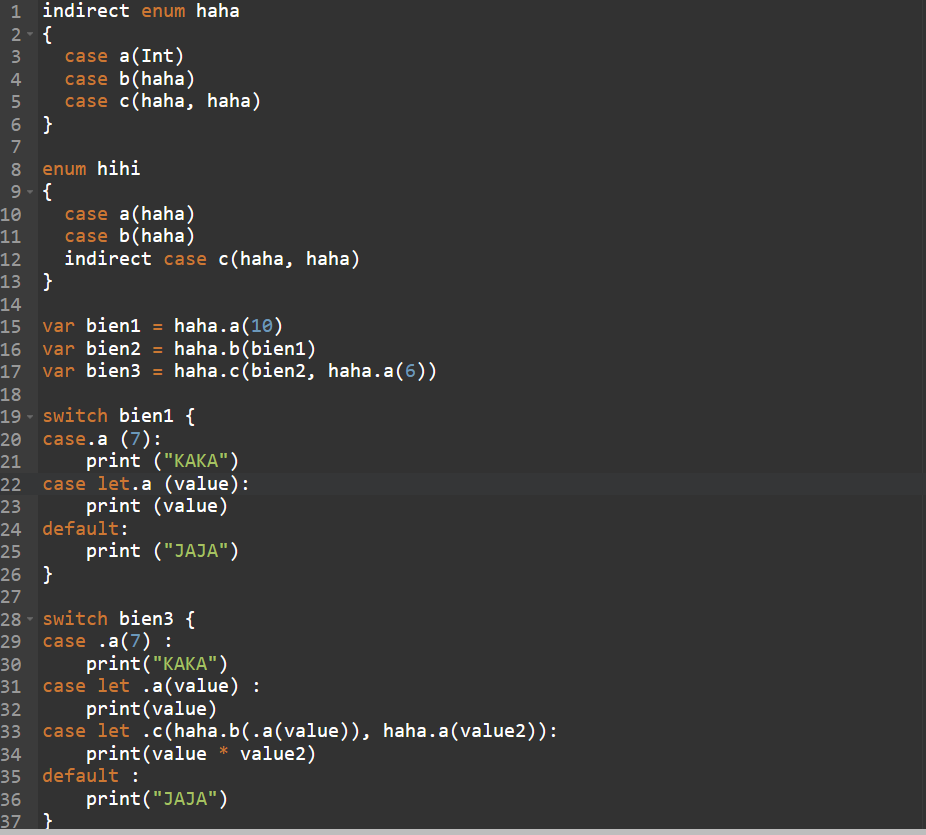 1 indirect enum haha
2 {
3   case a(Int)
4   case b(haha)
5   case c(haha, haha)
6 }
7
8 enum hihi
9 {
10   case a(haha)
11   case b(haha)
12   indirect case c(haha, haha)
13 }
14
15 var bien1 = haha.a(10)
16 var bien2 = haha.b(bien1)
17 var bien3 = haha.c(bien2, haha.a(6))
18
19 switch bien1 {
20 case.a (7):
21     print ("KAKA")
22 case let.a (value):
23     print (value)
24 default:
25     print ("JAJA")
26 }
27
28 switch bien3 {
29 case .a(7) :
30     print("KAKA")
31 case let .a(value) :
32     print(value)
33 case let .c(haha.b(.a(value)), haha.a(value2)):
34     print(value * value2)
35 default :
36     print("JAJA")
37 }